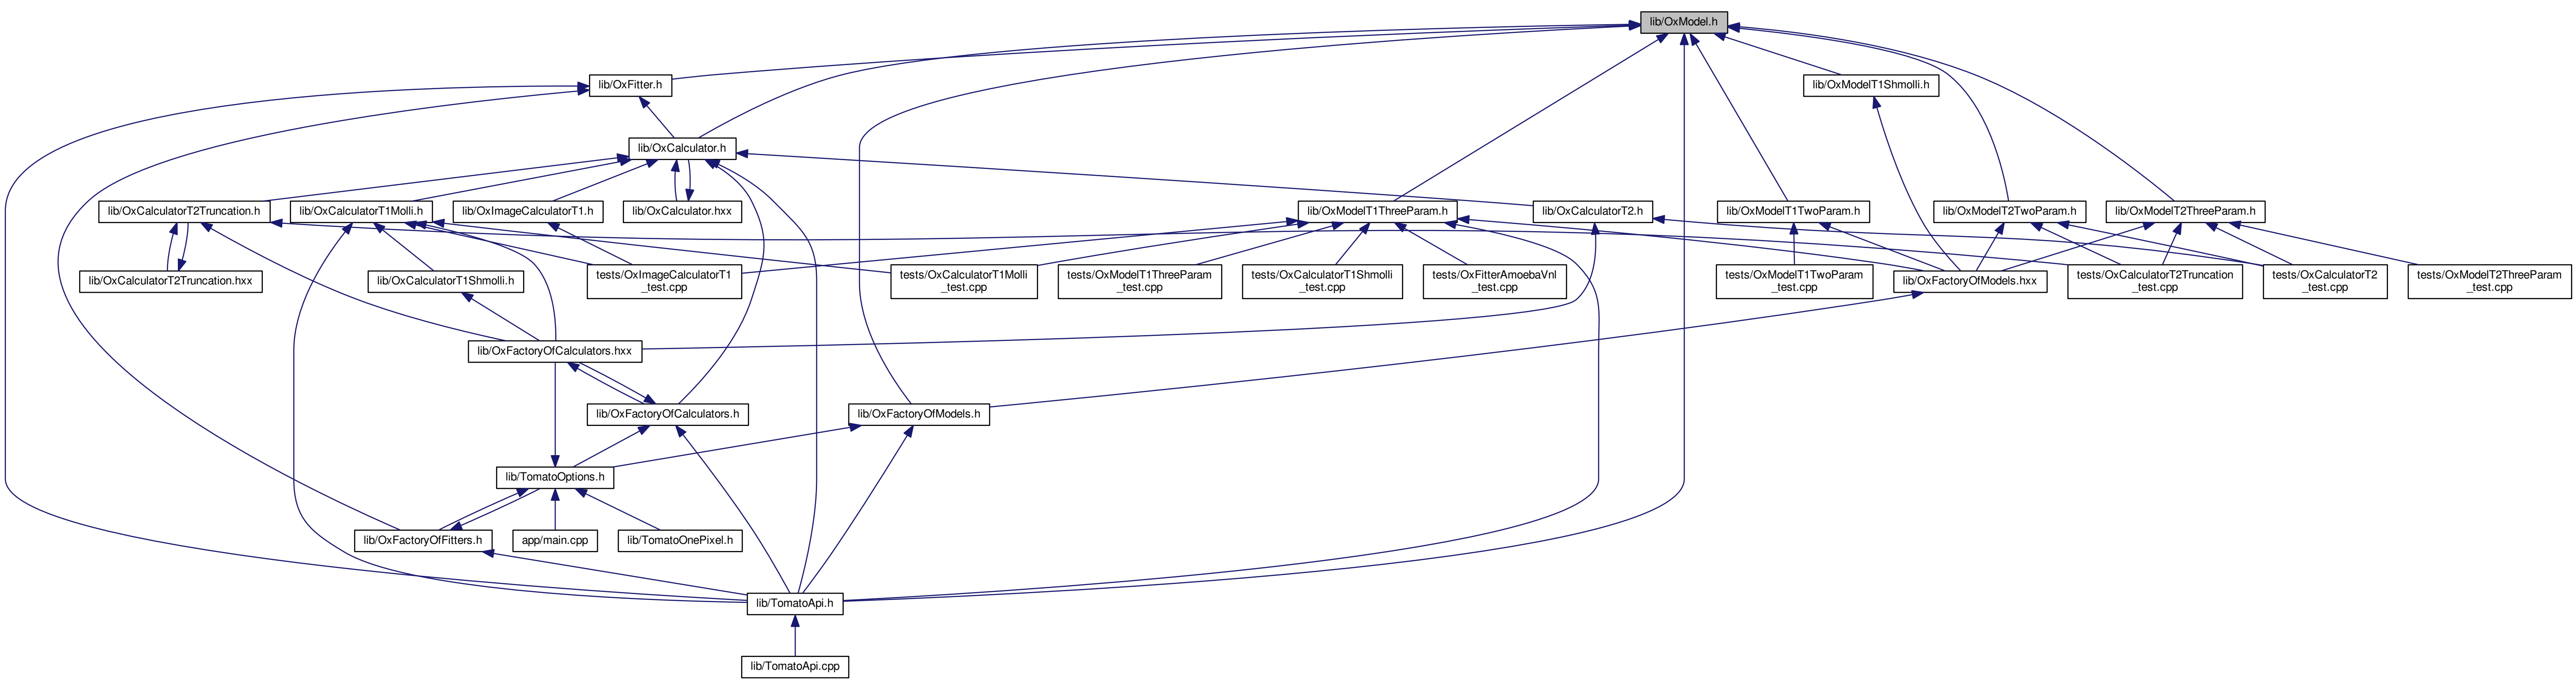 lib/OxModel.h
lib/OxFitter.h
lib/OxModelT1Shmolli.h
lib/OxCalculator.h
lib/OxCalculatorT2Truncation.h
lib/OxCalculatorT1Molli.h
lib/OxImageCalculatorT1.h
lib/OxCalculator.hxx
lib/OxModelT1ThreeParam.h
lib/OxCalculatorT2.h
lib/OxModelT1TwoParam.h
lib/OxModelT2TwoParam.h
lib/OxModelT2ThreeParam.h
lib/OxCalculatorT2Truncation.hxx
lib/OxCalculatorT1Shmolli.h
tests/OxImageCalculatorT1
_test.cpp
tests/OxCalculatorT1Molli
_test.cpp
tests/OxModelT1ThreeParam
_test.cpp
tests/OxCalculatorT1Shmolli
_test.cpp
tests/OxFitterAmoebaVnl
_test.cpp
tests/OxModelT1TwoParam
_test.cpp
lib/OxFactoryOfModels.hxx
tests/OxCalculatorT2Truncation
_test.cpp
tests/OxCalculatorT2
_test.cpp
tests/OxModelT2ThreeParam
_test.cpp
lib/OxFactoryOfCalculators.hxx
lib/OxFactoryOfCalculators.h
lib/OxFactoryOfModels.h
lib/TomatoOptions.h
lib/OxFactoryOfFitters.h
app/main.cpp
lib/TomatoOnePixel.h
lib/TomatoApi.h
lib/TomatoApi.cpp